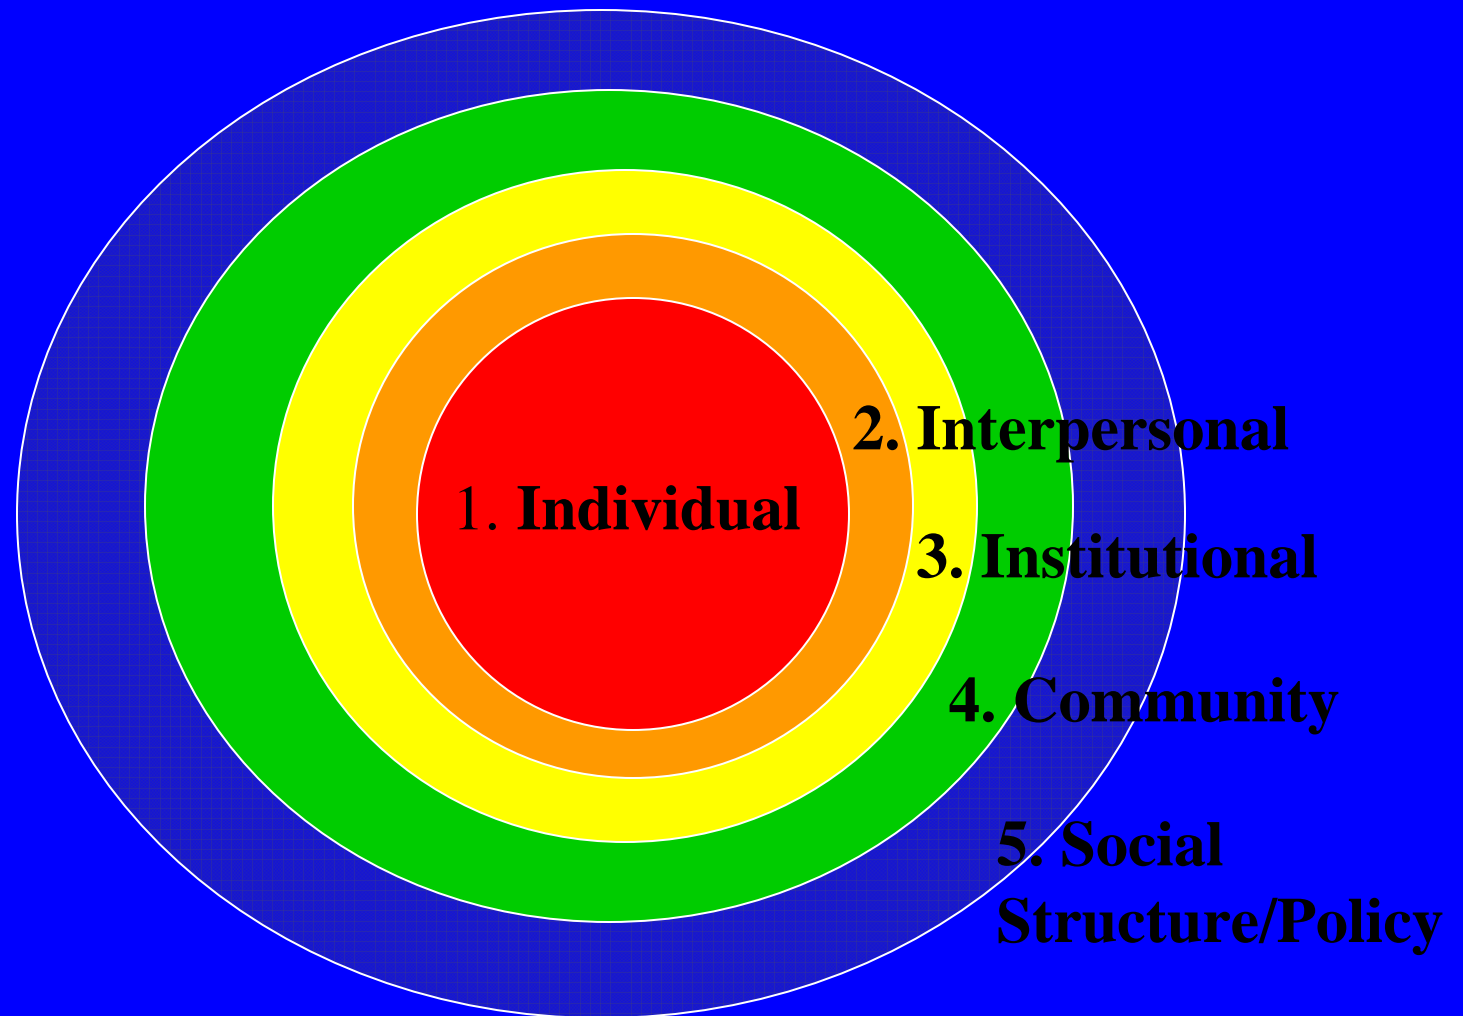 2. Interpersonal
1. Individual
3. Institutional
4. Community
5. Social
Structure/Policy